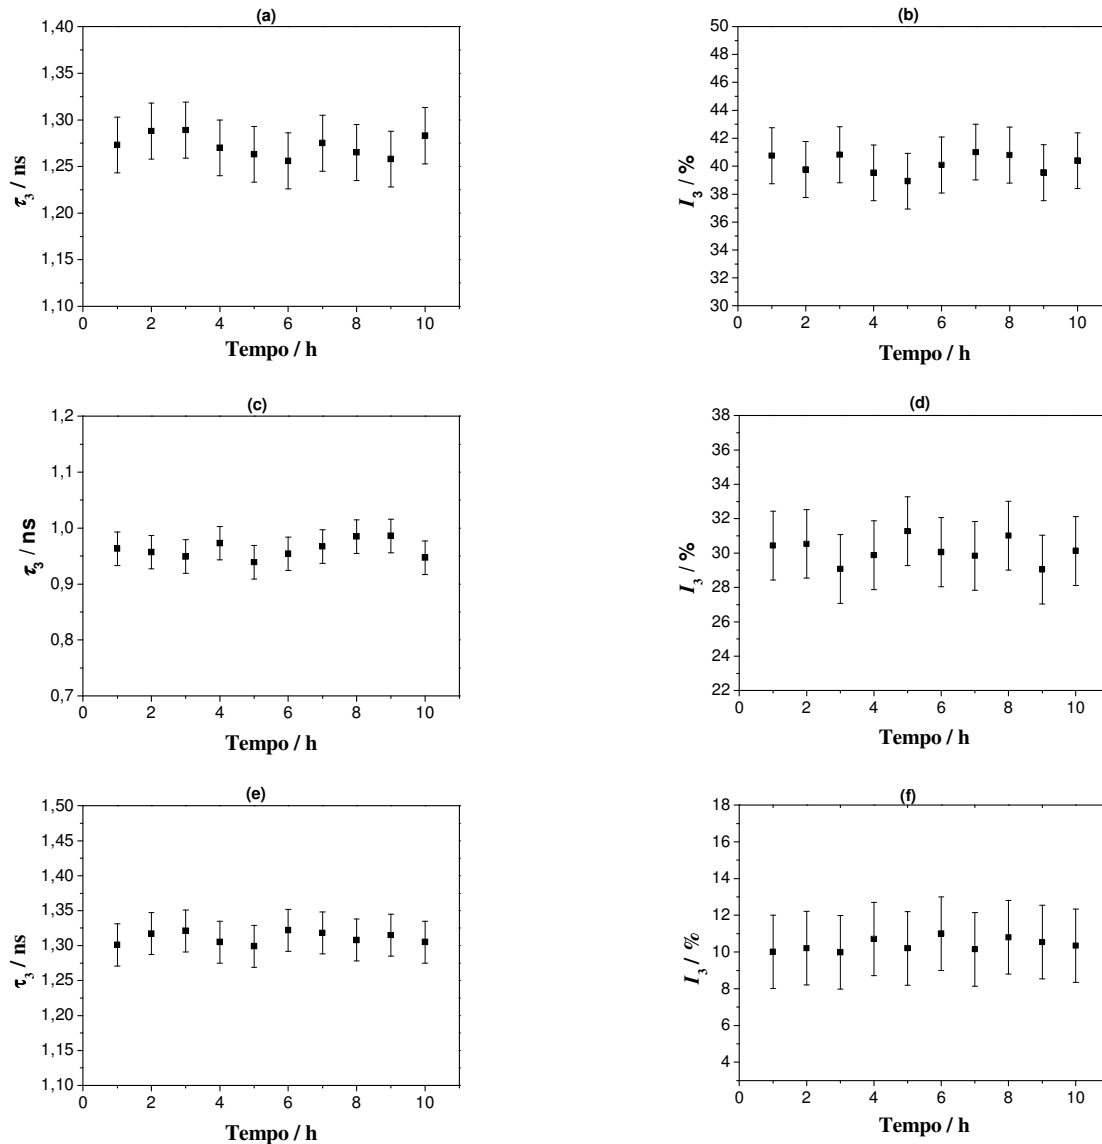 (a)
1,40
1,35
1,30
1,25
1,20
1,15
1,10
τ3 / ns
0 2 4 6 8 10
Tempo / h
(b)
50
48
46
44
42
40
38
36
34
32
30
I3 / %
0 2 4 6 8 10
Tempo / h
(c)
1,2
1,1
1,0
0,9
0,8
0,7
τ3 / ns
0 2 4 6 8 10
Tempo / h
(d)
38
36
34
32
30
28
26
24
22
I3 / %
0 2 4 6 8 10
Tempo / h
(e)
1,50
1,45
1,40
1,35
1,30
1,25
1,20
1,15
1,10
τ3 / ns
0 2 4 6 8 10
Tempo / h
(f)
18
16
14
12
10
8
6
4
I3 / %
0 2 4 6 8 10
Tempo / h